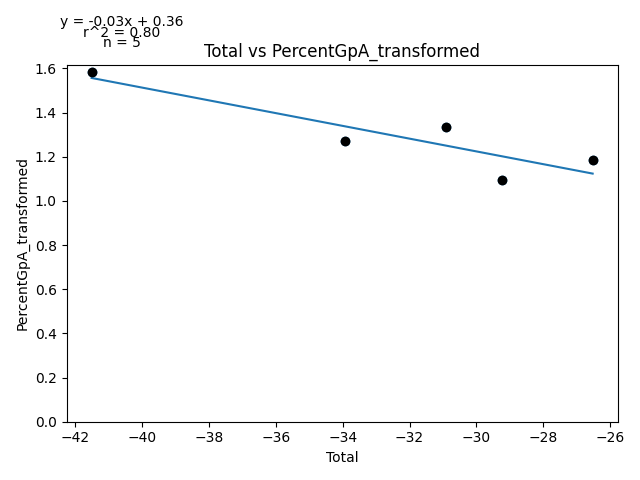 y = -0.03x + 0.36
r^2 = 0.80
n = 5
Total vs PercentGpA_transformed
1.6
1.4
1.2
1.0
0.8
0.6
0.4
0.2
0.0
PercentGpA_transformed
−42 −40 −38 −36 −34 −32 −30 −28 −26
Total